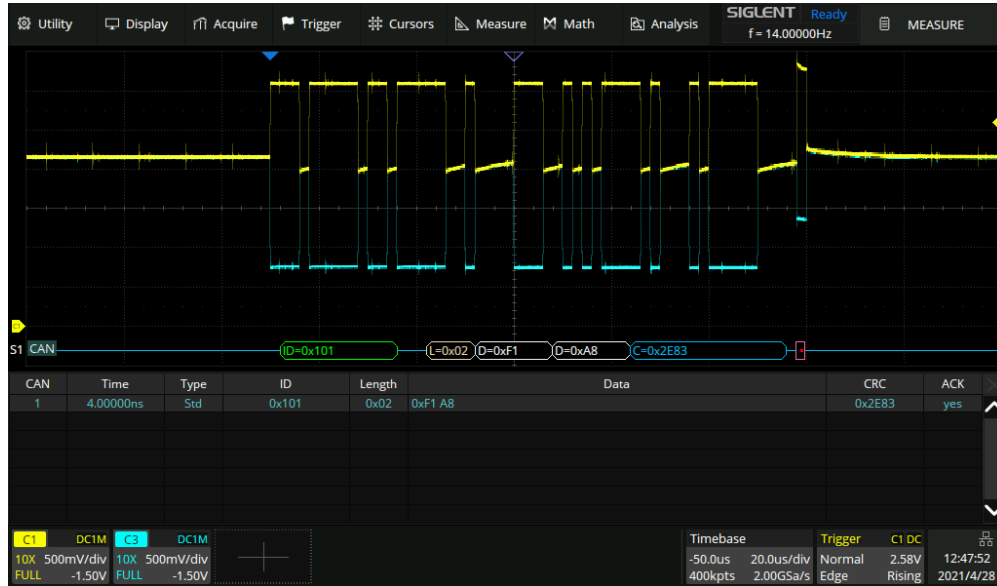 Utility Display Acquire Trigger Cursors Measure Math Analysis SIGLENT Ready MEASURE
f = 14.00000Hz
S1 CAN ID=0x101 L=0x02 D=0xF1 D=0xA8 C=0x2E83
CAN Time Type ID Length Data CRC ACK
1 4.00000ns Std 0x101 0x02 0xF1 A8 0x2E83 yes
C1 DC1M C3 DC1M Timebase Trigger C1 DC
10X 500mV/div 10X 500mV/div -50.0us 20.0us/div Normal 2.58V 12:47:52
FULL -1.50V FULL -1.50V 400kpts 2.00GSa/s Edge Rising 2021/4/28